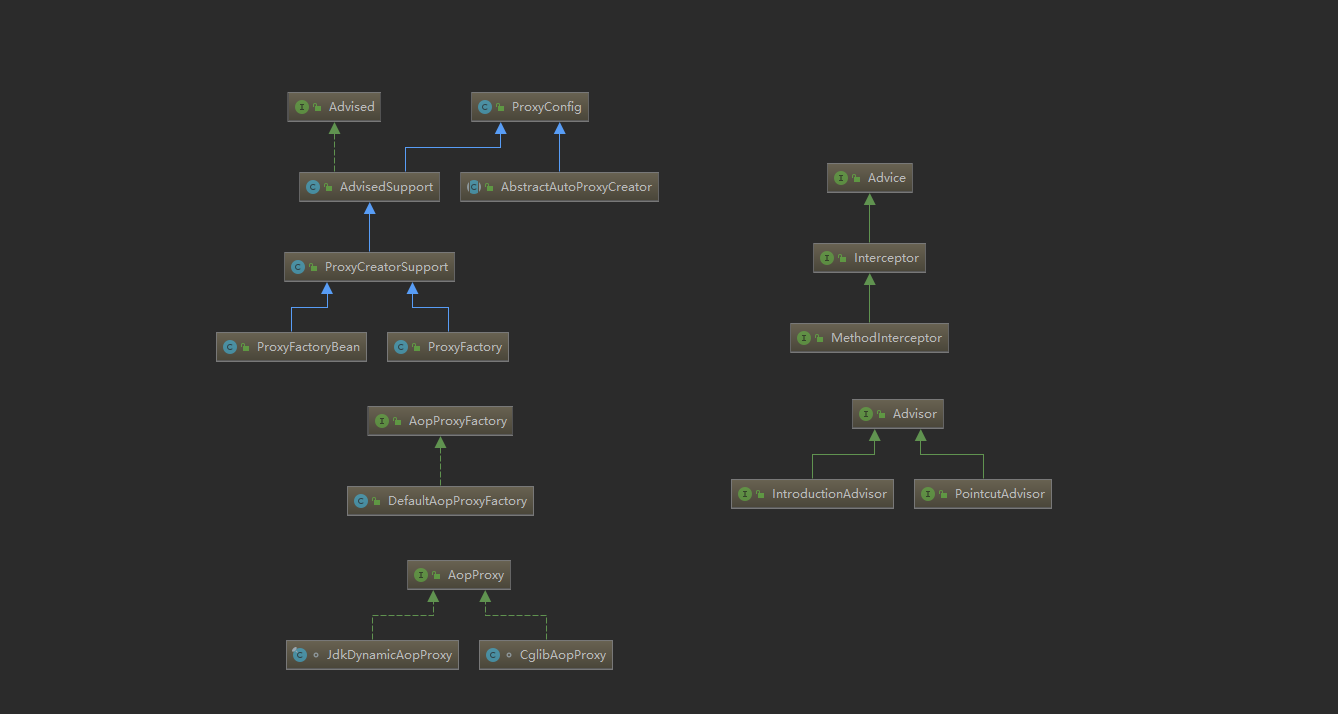 Advised
ProxyConfig
AdvisedSupport
AbstractAutoProxyCreator
ProxyCreatorSupport
ProxyFactoryBean
ProxyFactory
AopProxyFactory
DefaultAopProxyFactory
AopProxy
JdkDynamicAopProxy
CglibAopProxy
Advice
Interceptor
MethodInterceptor
Advisor
IntroductionAdvisor
PointcutAdvisor